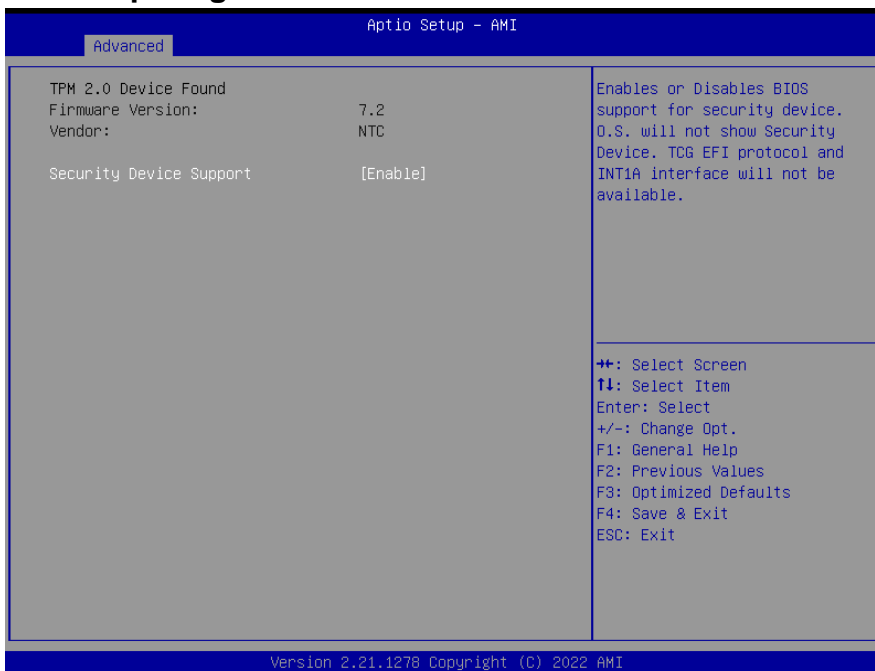 Aptio Setup - AMI
Advanced
TPM 2.0 Device Found
Firmware Version: 7.2
Vendor: NTC
Security Device Support [Enable]
Enables or Disables BIOS
support for security device.
O.S. will not show Security
Device. TCG EFI protocol and
INT1A interface will not be
available.
→←: Select Screen
↑↓: Select Item
Enter: Select
+/-: Change Opt.
F1: General Help
F2: Previous Values
F3: Optimized Defaults
F4: Save & Exit
ESC: Exit
Version 2.21.1278 Copyright (C) 2022 AMI